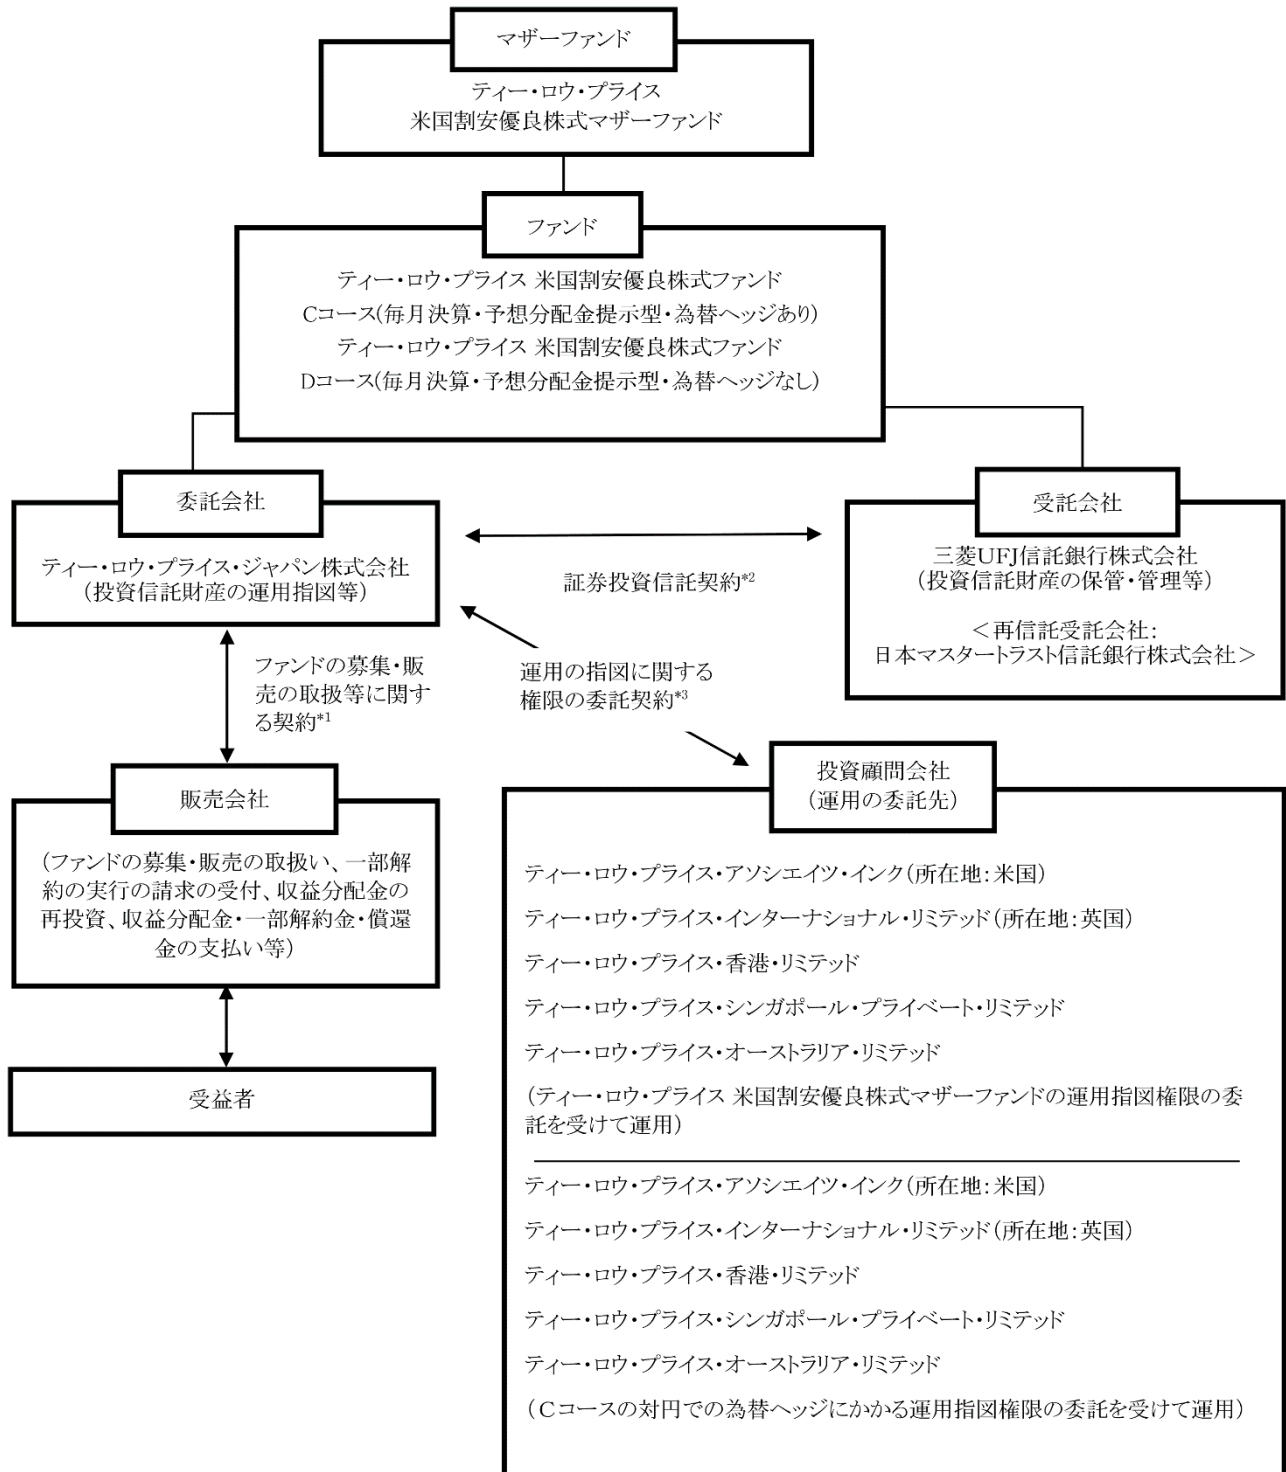 マザーファンド
ティー・ロウ・プライス
米国割安優良株式マザーファンド
ファンド
ティー・ロウ・プライス 米国割安優良株式ファンド
Cコース(毎月決算・予想分配金提示型・為替ヘッジあり)
ティー・ロウ・プライス 米国割安優良株式ファンド
Dコース(毎月決算・予想分配金提示型・為替ヘッジなし)
委託会社
ティー・ロウ・プライス・ジャパン株式会社
(投資信託財産の運用指図等)
証券投資信託契約*2
受託会社
三菱UFJ信託銀行株式会社
(投資信託財産の保管・管理等)
＜再信託受託会社:
日本マスタートラスト信託銀行株式会社＞
ファンドの募集・販
売の取扱等に関す
る契約*1
運用の指図に関する
権限の委託契約*3
販売会社
(ファンドの募集・販売の取扱い、一部解
約の実行の請求の受付、収益分配金の
再投資、収益分配金・一部解約金・償還
金の支払い等)
受益者
投資顧問会社
(運用の委託先)
ティー・ロウ・プライス・アソシエイツ・インク(所在地:米国)
ティー・ロウ・プライス・インターナショナル・リミテッド(所在地:英国)
ティー・ロウ・プライス・香港・リミテッド
ティー・ロウ・プライス・シンガポール・プライベート・リミテッド
ティー・ロウ・プライス・オーストラリア・リミテッド
(ティー・ロウ・プライス 米国割安優良株式マザーファンドの運用指図権限の委
託を受けて運用)
ティー・ロウ・プライス・アソシエイツ・インク(所在地:米国)
ティー・ロウ・プライス・インターナショナル・リミテッド(所在地:英国)
ティー・ロウ・プライス・香港・リミテッド
ティー・ロウ・プライス・シンガポール・プライベート・リミテッド
ティー・ロウ・プライス・オーストラリア・リミテッド
(Cコースの対円での為替ヘッジにかかる運用指図権限の委託を受けて運用)